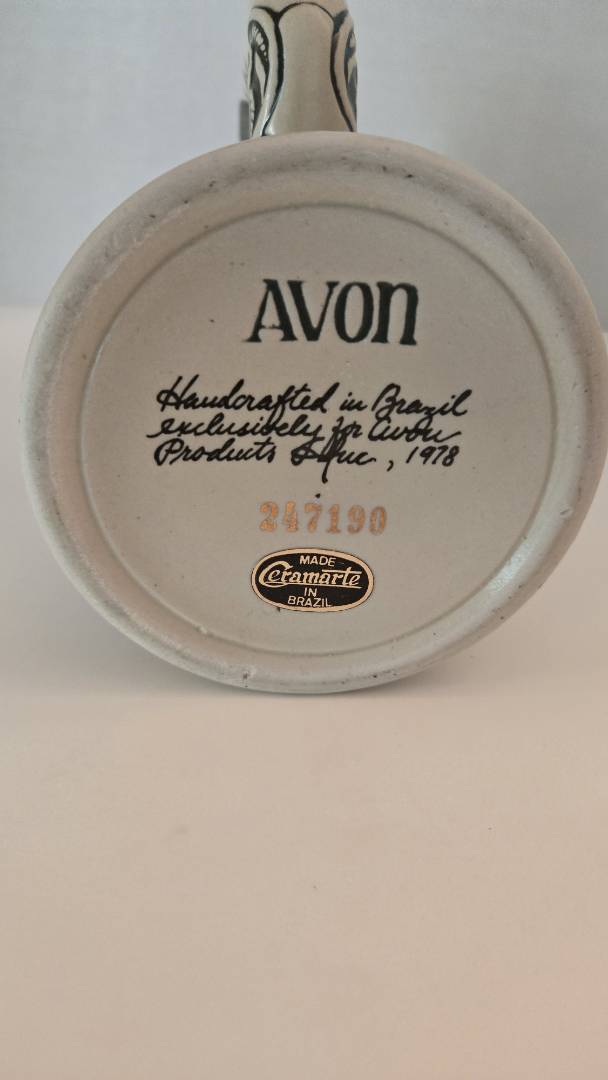 AVON
Handcrafted in Brazil
exclusively for Avon
Products Inc., 1978
247190
MADE
Ceramarte
IN
BRAZIL